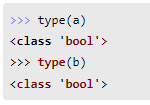 >>> type(a)
<class 'bool'>
>>> type(b)
<class 'bool'>